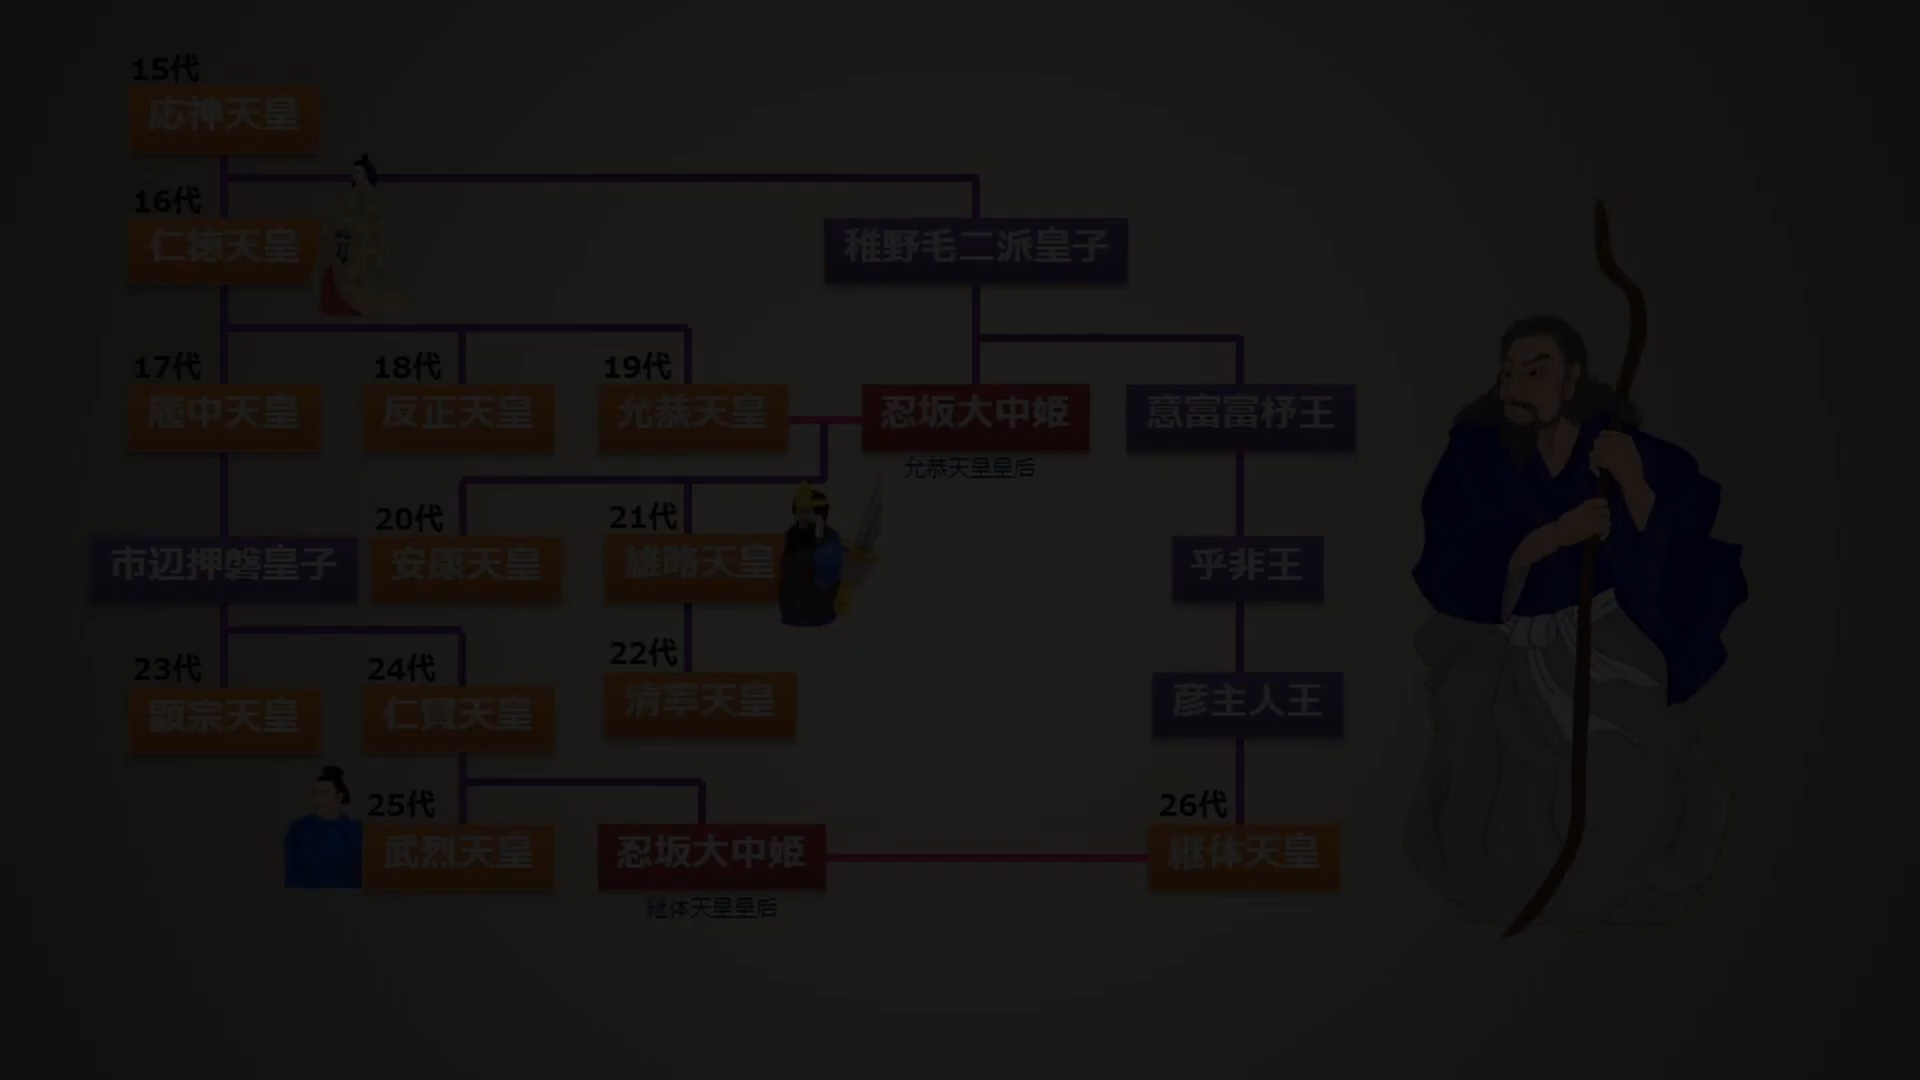 15代
応神天皇
16代
仁徳天皇
稚野毛二派皇子
17代
履中天皇
18代
反正天皇
19代
允恭天皇
忍坂大中姫
允恭天皇皇后
意富富杼王
市辺押磐皇子
20代
安康天皇
21代
雄略天皇
乎非王
23代
顕宗天皇
24代
仁賢天皇
22代
清寧天皇
彦主人王
25代
武烈天皇
忍坂大中姫
継体天皇皇后
26代
継体天皇